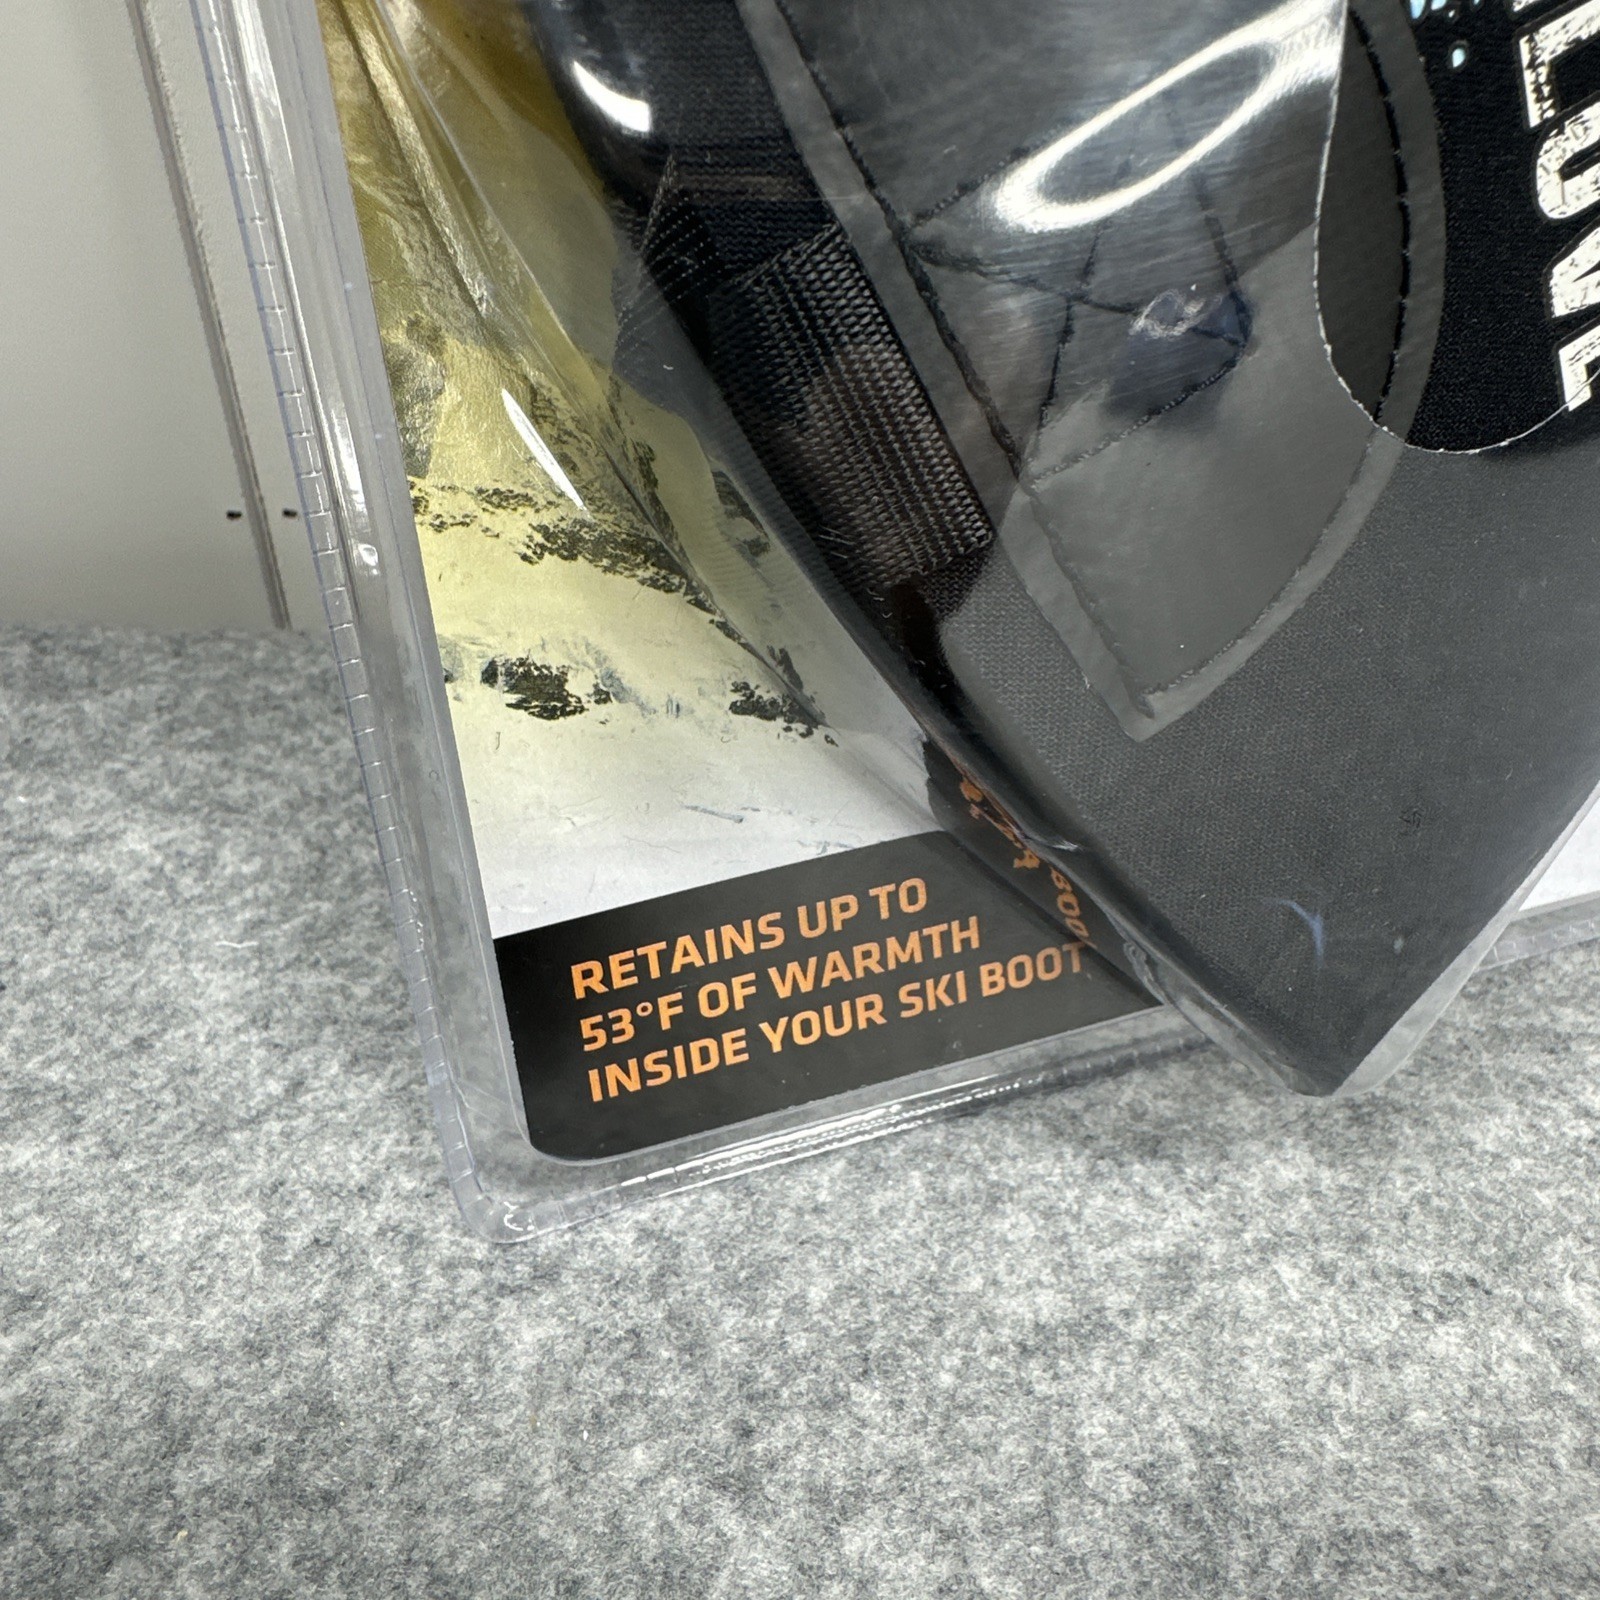 RETAINS UP TO
53°F OF WARMTH
INSIDE YOUR SKI BOOT